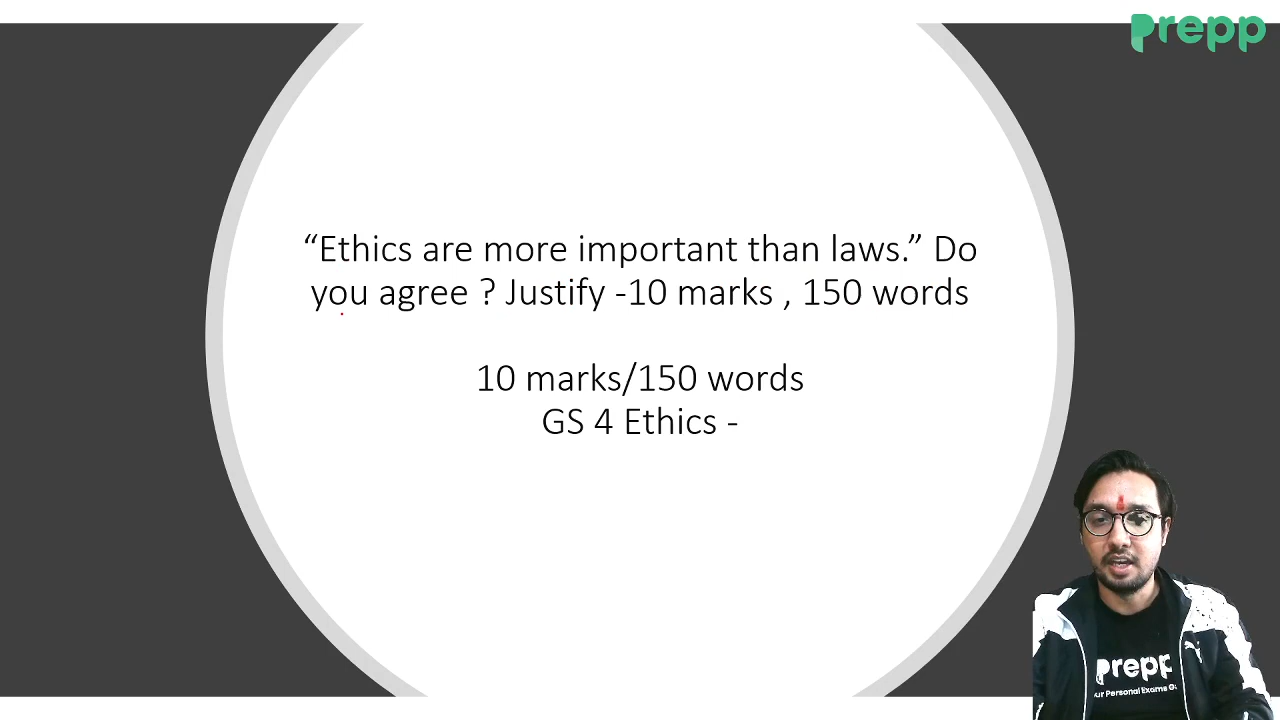 prepp
“Ethics are more important than laws.” Do
you agree ? Justify -10 marks , 150 words
10 marks/150 words
GS 4 Ethics -
prepp